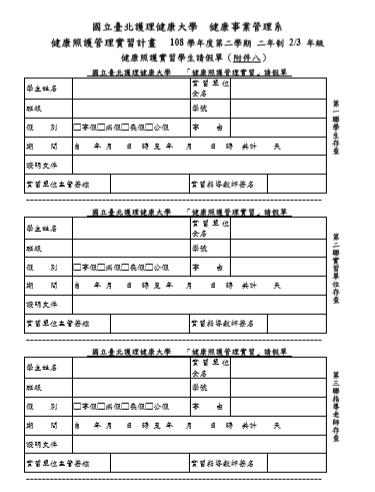 國立臺北護理健康大學 健康事業管理系
健康照護管理實習計畫 108 學年度第二學期 二年制 2/3 年級
健康照護實習學生請假單(附件八)
國立臺北護理健康大學 「健康照護管理實習」請假單
學生姓名 實習單位全名
班級 學號
假 別 □事假□病假□喪假□公假 事 由
期 間 自 年 月 日 時 至 年 月 日 時 共計 天
證明文件
實習單位主管簽核 實習指導教師簽名
第一聯學生存查
國立臺北護理健康大學 「健康照護管理實習」請假單
學生姓名 實習單位全名
班級 學號
假 別 □事假□病假□喪假□公假 事 由
期 間 自 年 月 日 時 至 年 月 日 時 共計 天
證明文件
實習單位主管簽核 實習指導教師簽名
第二聯實習單位存查
國立臺北護理健康大學 「健康照護管理實習」請假單
學生姓名 實習單位全名
班級 學號
假 別 □事假□病假□喪假□公假 事 由
期 間 自 年 月 日 時 至 年 月 日 時 共計 天
證明文件
實習單位主管簽核 實習指導教師簽名
第三聯指導老師存查